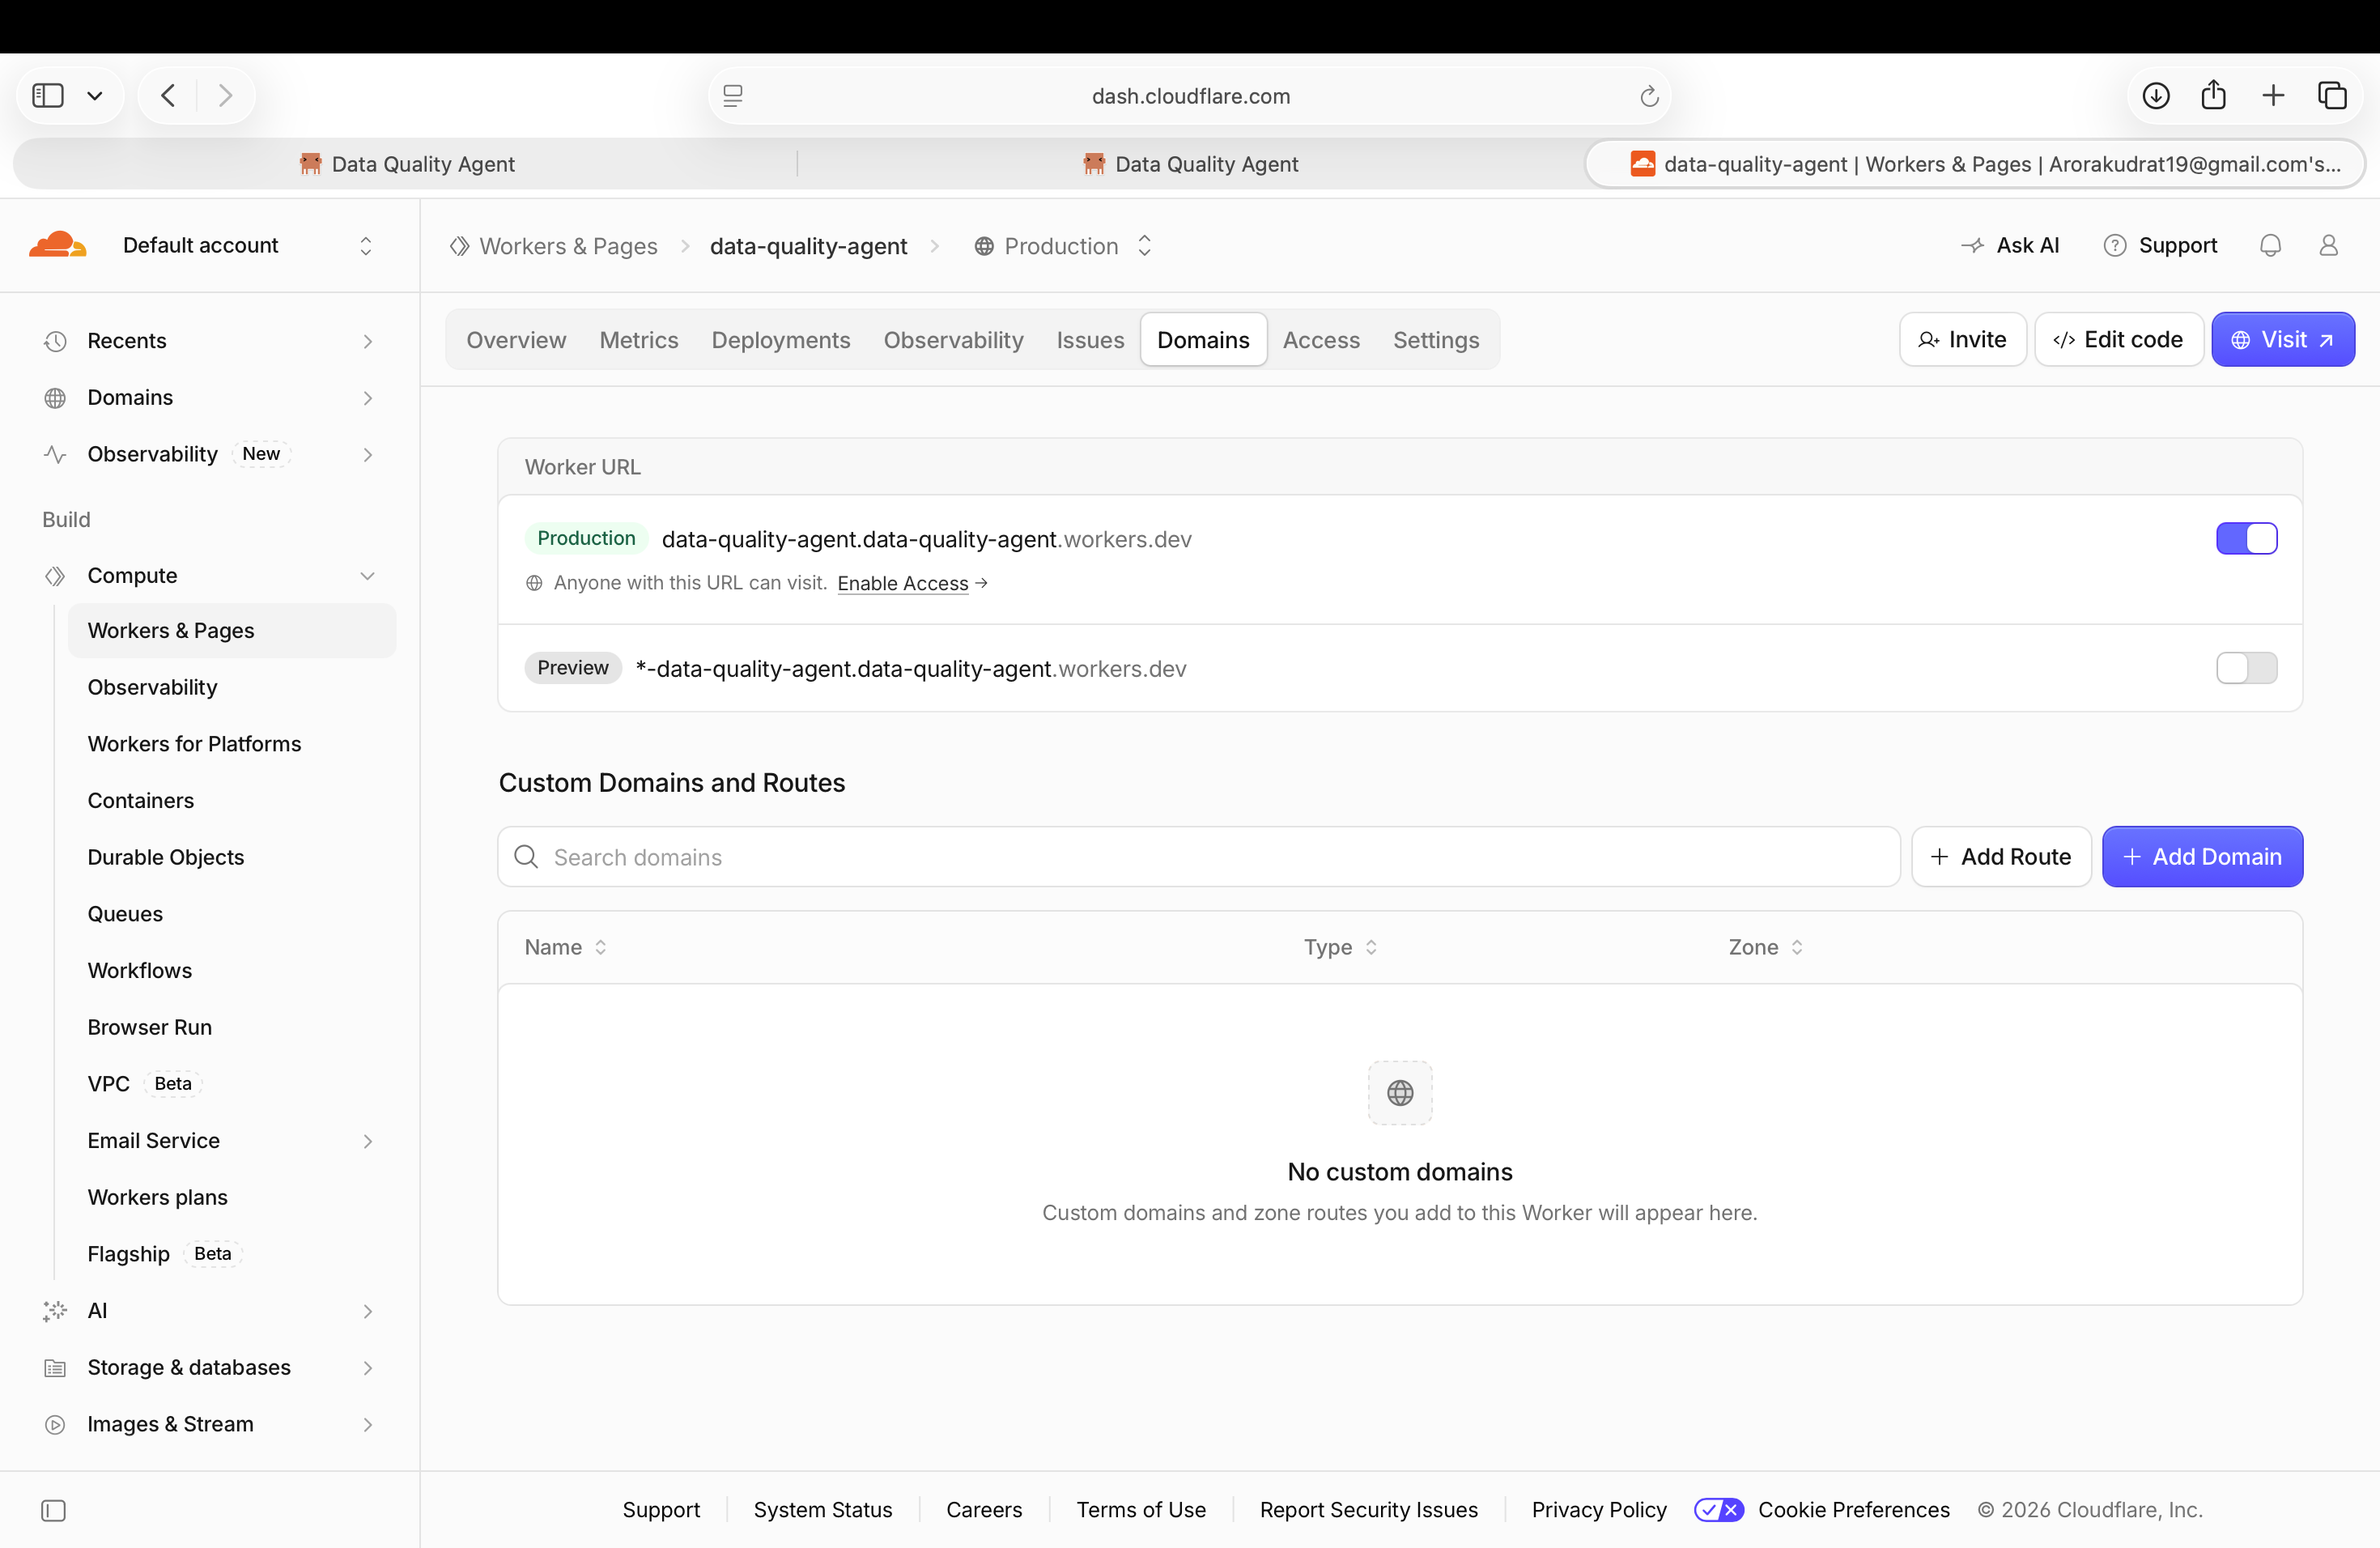 dash.cloudflare.com
Data Quality Agent
Data Quality Agent
data-quality-agent | Workers & Pages | Arorakudrat19@gmail.com's...
Default account
Workers & Pages
data-quality-agent
Production
Ask AI
Support
Recents
Domains
Observability New
Build
Compute
Workers & Pages
Observability
Workers for Platforms
Containers
Durable Objects
Queues
Workflows
Browser Run
VPC Beta
Email Service
Workers plans
Flagship Beta
AI
Storage & databases
Images & Stream
Overview Metrics Deployments Observability Issues Domains Access Settings
Invite
</> Edit code
Visit
Worker URL
Production data-quality-agent.data-quality-agent.workers.dev
Anyone with this URL can visit. Enable Access →
Preview *-data-quality-agent.data-quality-agent.workers.dev
Custom Domains and Routes
Search domains
+ Add Route
+ Add Domain
Name Type Zone
No custom domains
Custom domains and zone routes you add to this Worker will appear here.
Support System Status Careers Terms of Use Report Security Issues Privacy Policy Cookie Preferences © 2026 Cloudflare, Inc.